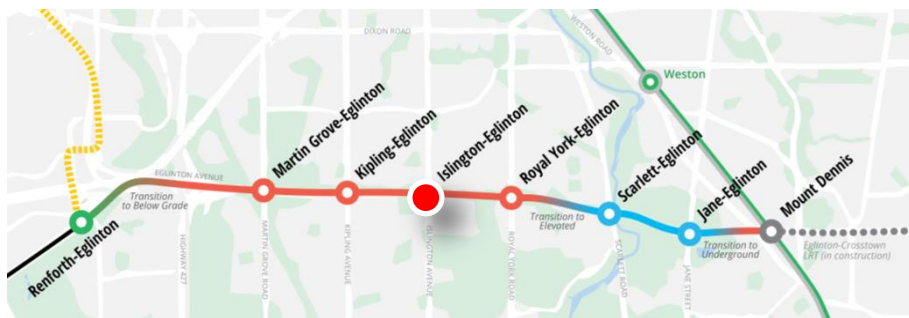 DIXON ROAD
WESTON ROAD
Weston
Martin Grove-Eglinton
Kipling-Eglinton
Islington-Eglinton
Royal York-Eglinton
Scarlett-Eglinton
Jane-Eglinton
Mount Dennis
EGLINTON AVENUE
Transition
to Below Grade
Renforth-Eglinton
HIGHWAY 427
MARTIN GROVE ROAD
KIPLING AVENUE
ISLINGTON AVENUE
ROYAL YORK ROAD
Transition to
Elevated
SCARLETT ROAD
JANE STREET
Transition to
Underground
Eglinton-Crosstown
LRT (in construction)